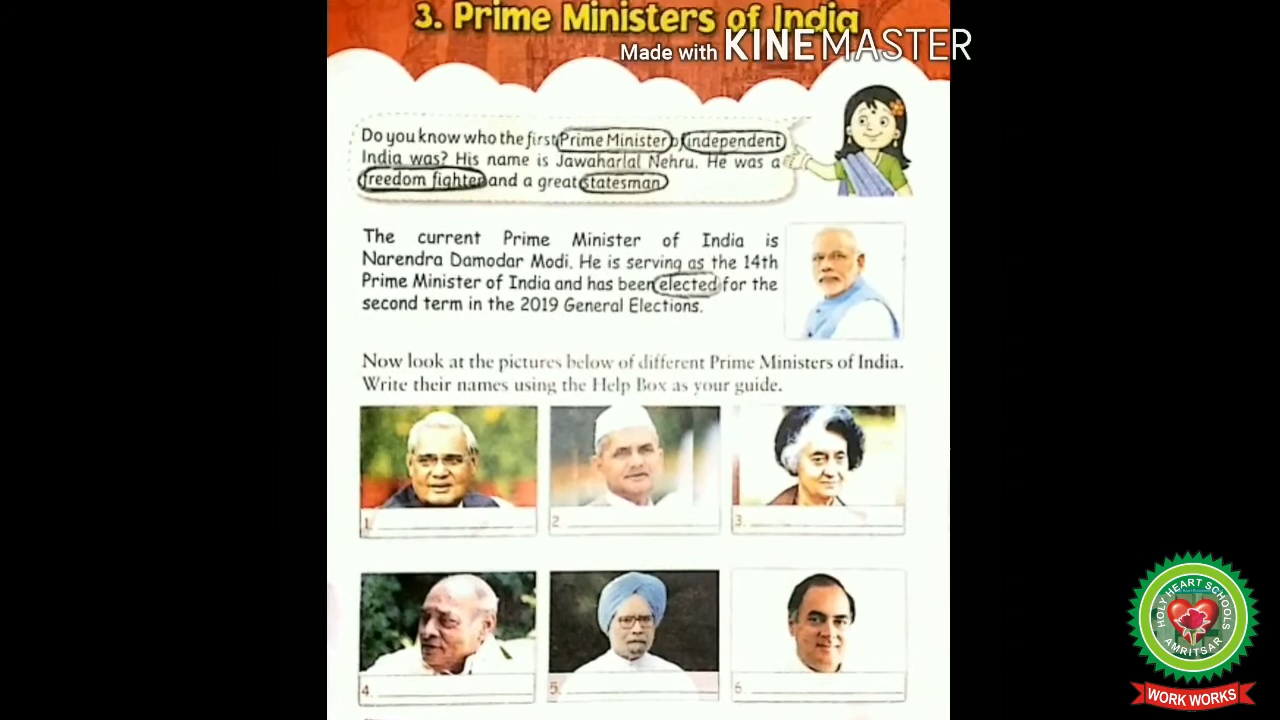 3. Prime Ministers of India
Made with KINEMASTER
Do you know who the first Prime Minister of independent
India was? His name is Jawaharlal Nehru. He was a
freedom fighter and a great statesman
The current Prime Minister of India is
Narendra Damodar Modi. He is serving as the 14th
Prime Minister of India and has been elected for the
second term in the 2019 General Elections.
Now look at the pictures below of different Prime Ministers of India.
Write their names using the Help Box as your guide.
1.
2.
3.
4.
5.
6.
HOLY HEART SCHOOLS
AMRITSAR
WORK WORKS